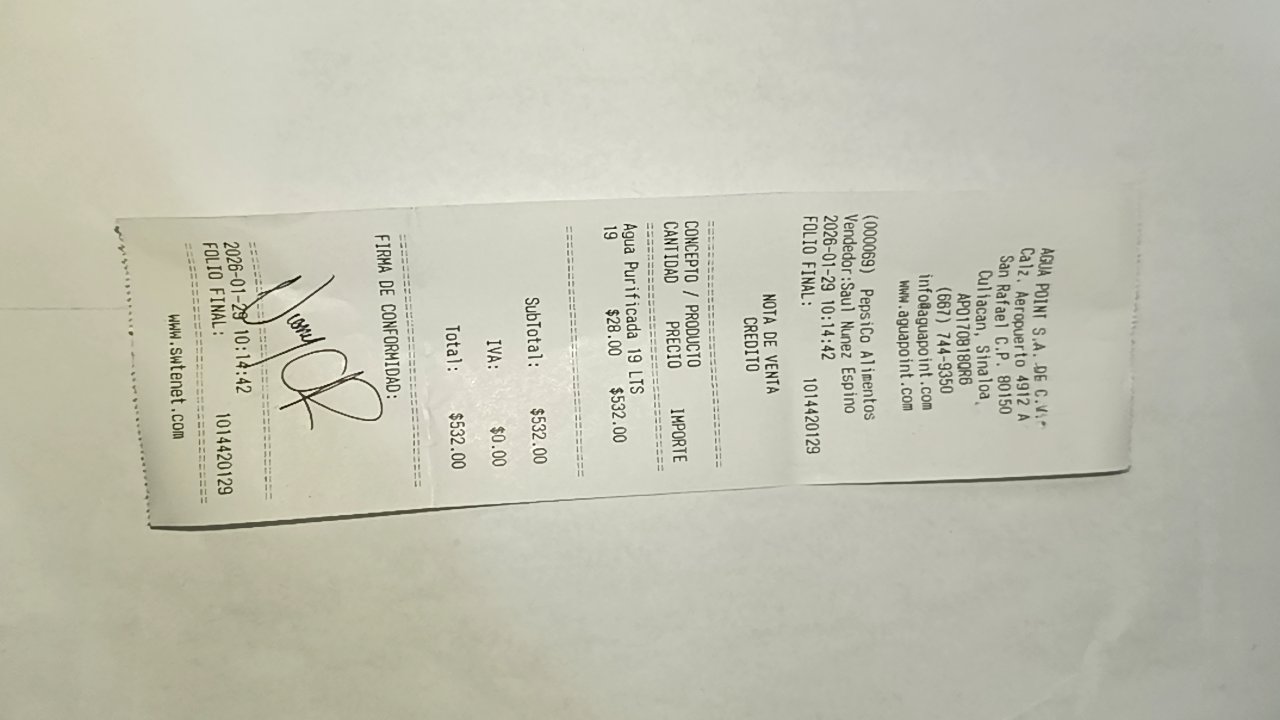 AGUA POINT S.A. DE C.V.
Calz. Aeropuerto 4912 A
San Rafael C.P. 80150
Culiacan, Sinaloa,
APO170818QR6
(667) 744-9350
info@aguapoint.com
www.aguapoint.com
(000069) PepsiCo Alimentos
Vendedor:Saul Nunez Espino
2026-01-29 10:14:42
FOLIO FINAL: 1014420129
NOTA DE VENTA
CREDITO
CONCEPTO / PRODUCTO
CANTIDAD PRECIO IMPORTE
Agua Purificada 19 LTS
19 $28.00 $532.00
SubTotal: $532.00
IVA: $0.00
Total: $532.00
FIRMA DE CONFORMIDAD:
2026-01-29 10:14:42
FOLIO FINAL: 1014420129
www.swtenet.com